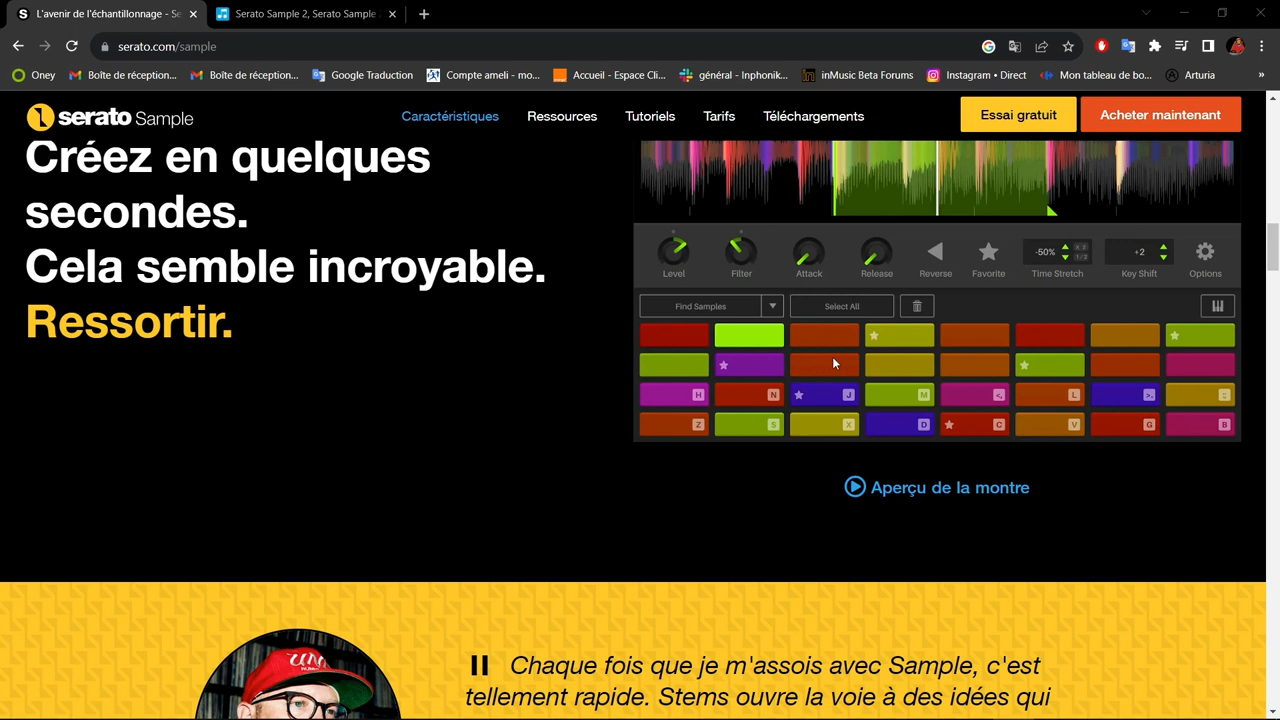 L'avenir de l'échantillonnage - Se
Serato Sample 2, Serato Sample
serato.com/sample
Oney
Boîte de réception...
Boîte de réception...
Google Traduction
Compte ameli - mo...
Accueil - Espace Cli...
général - Inphonik...
inMusic Beta Forums
Instagram • Direct
Mon tableau de bo...
Arturia
»
serato Sample
Caractéristiques
Ressources
Tutoriels
Tarifs
Téléchargements
Essai gratuit
Acheter maintenant
Créez en quelques
secondes.
Cela semble incroyable.
Ressortir.
-50%
X 2
1/2
+2
Level
Filter
Attack
Release
Reverse
Favorite
Time Stretch
Key Shift
Options
Find Samples
Select All
H N J M L
Z S X D C V G B
Aperçu de la montre
Chaque fois que je m'assois avec Sample, c'est
tellement rapide. Stems ouvre la voie à des idées qui